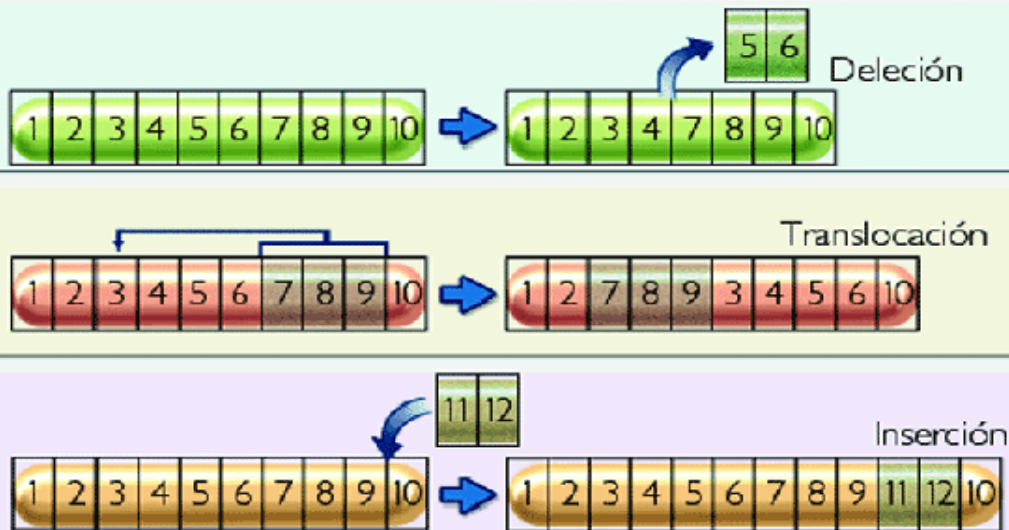 5 6
Deleción
1 2 3 4 5 6 7 8 9 10
1 2 3 4 7 8 9 10
Translocación
1 2 3 4 5 6 7 8 9 10
1 2 7 8 9 3 4 5 6 10
11 12
Inserción
1 2 3 4 5 6 7 8 9 10
1 2 3 4 5 6 7 8 9 11 12 10